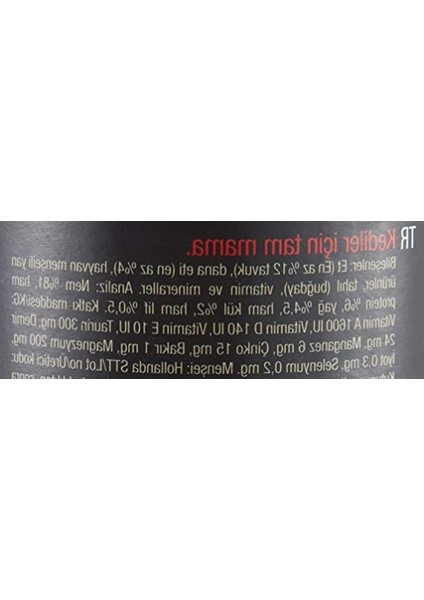 TR Kediler için tam mama.
Bileşenler: Et (En az %12 tavuk), dana eti (en az %4), hayvan menseili yan
ürünler, tahıl (buğday), vitamin ve mineraller. Analiz: Nem %81, ham
protein %6, yağ %4,5, ham kül %2, ham lif %0,5. Katkı maddesi/KG:
Vitamin A 1600 IU, Vitamin D 140 IU, Vitamin E 10 IU, Taurin 300 mg, Demir
24 mg, Manganez 6 mg, Çinko 15 mg, Bakır 1 mg, Magnezyum 200 mg,
İyot 0.3 mg, Selenyum 0,2 mg. Menşei: Hollanda STT/Lot no/Üretici kodu: